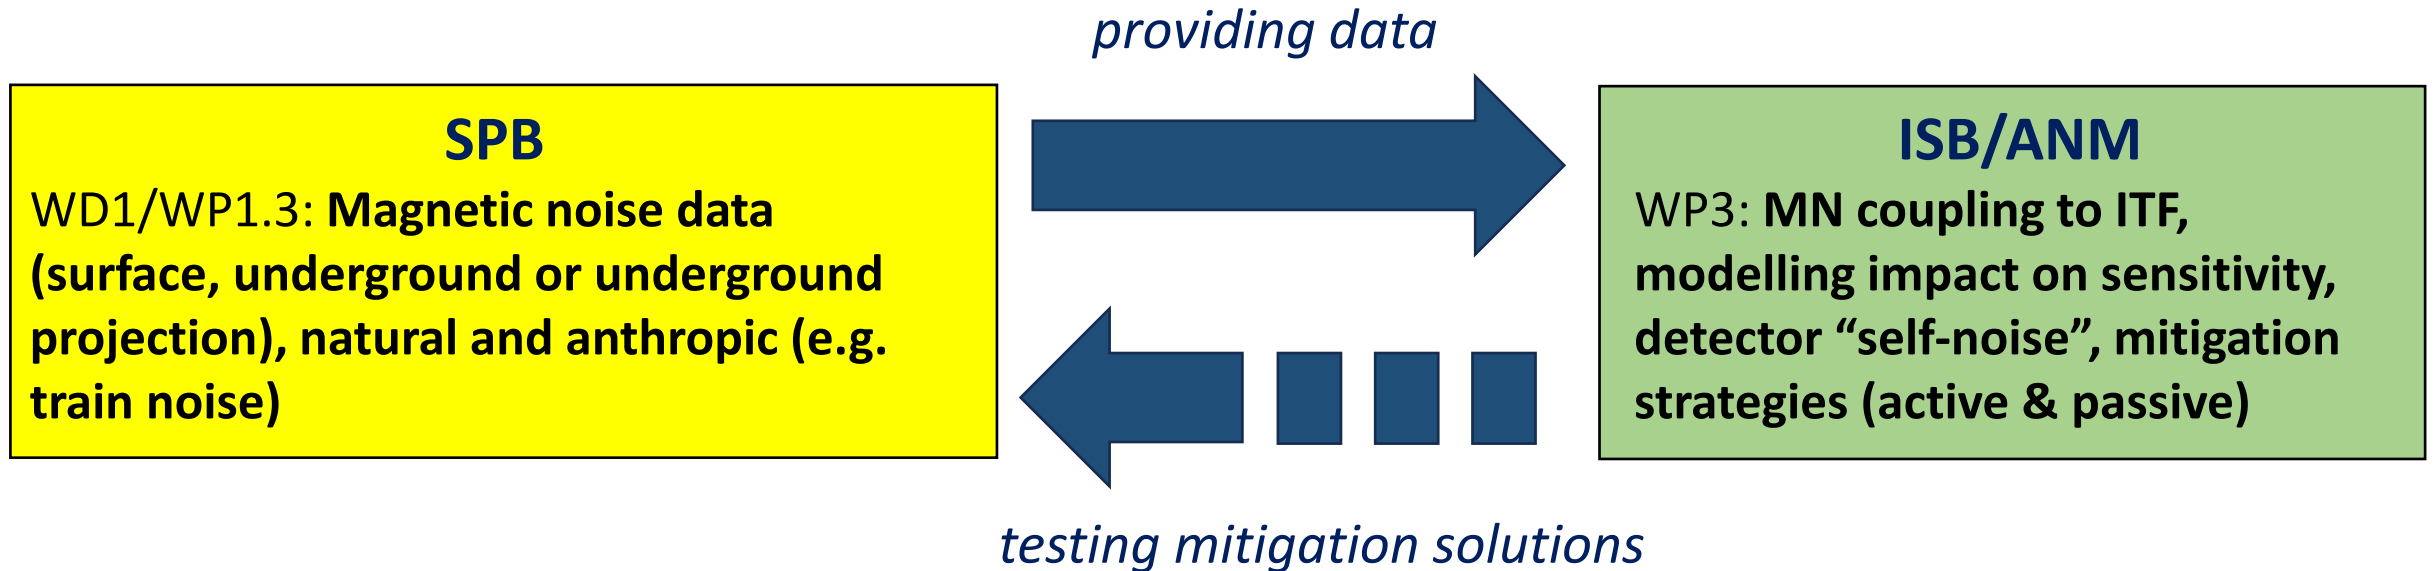 providing data
SPB
WD1/WP1.3: Magnetic noise data
(surface, underground or underground
projection), natural and anthropic (e.g.
train noise)
ISB/ANM
WP3: MN coupling to ITF,
modelling impact on sensitivity,
detector “self-noise”, mitigation
strategies (active & passive)
testing mitigation solutions